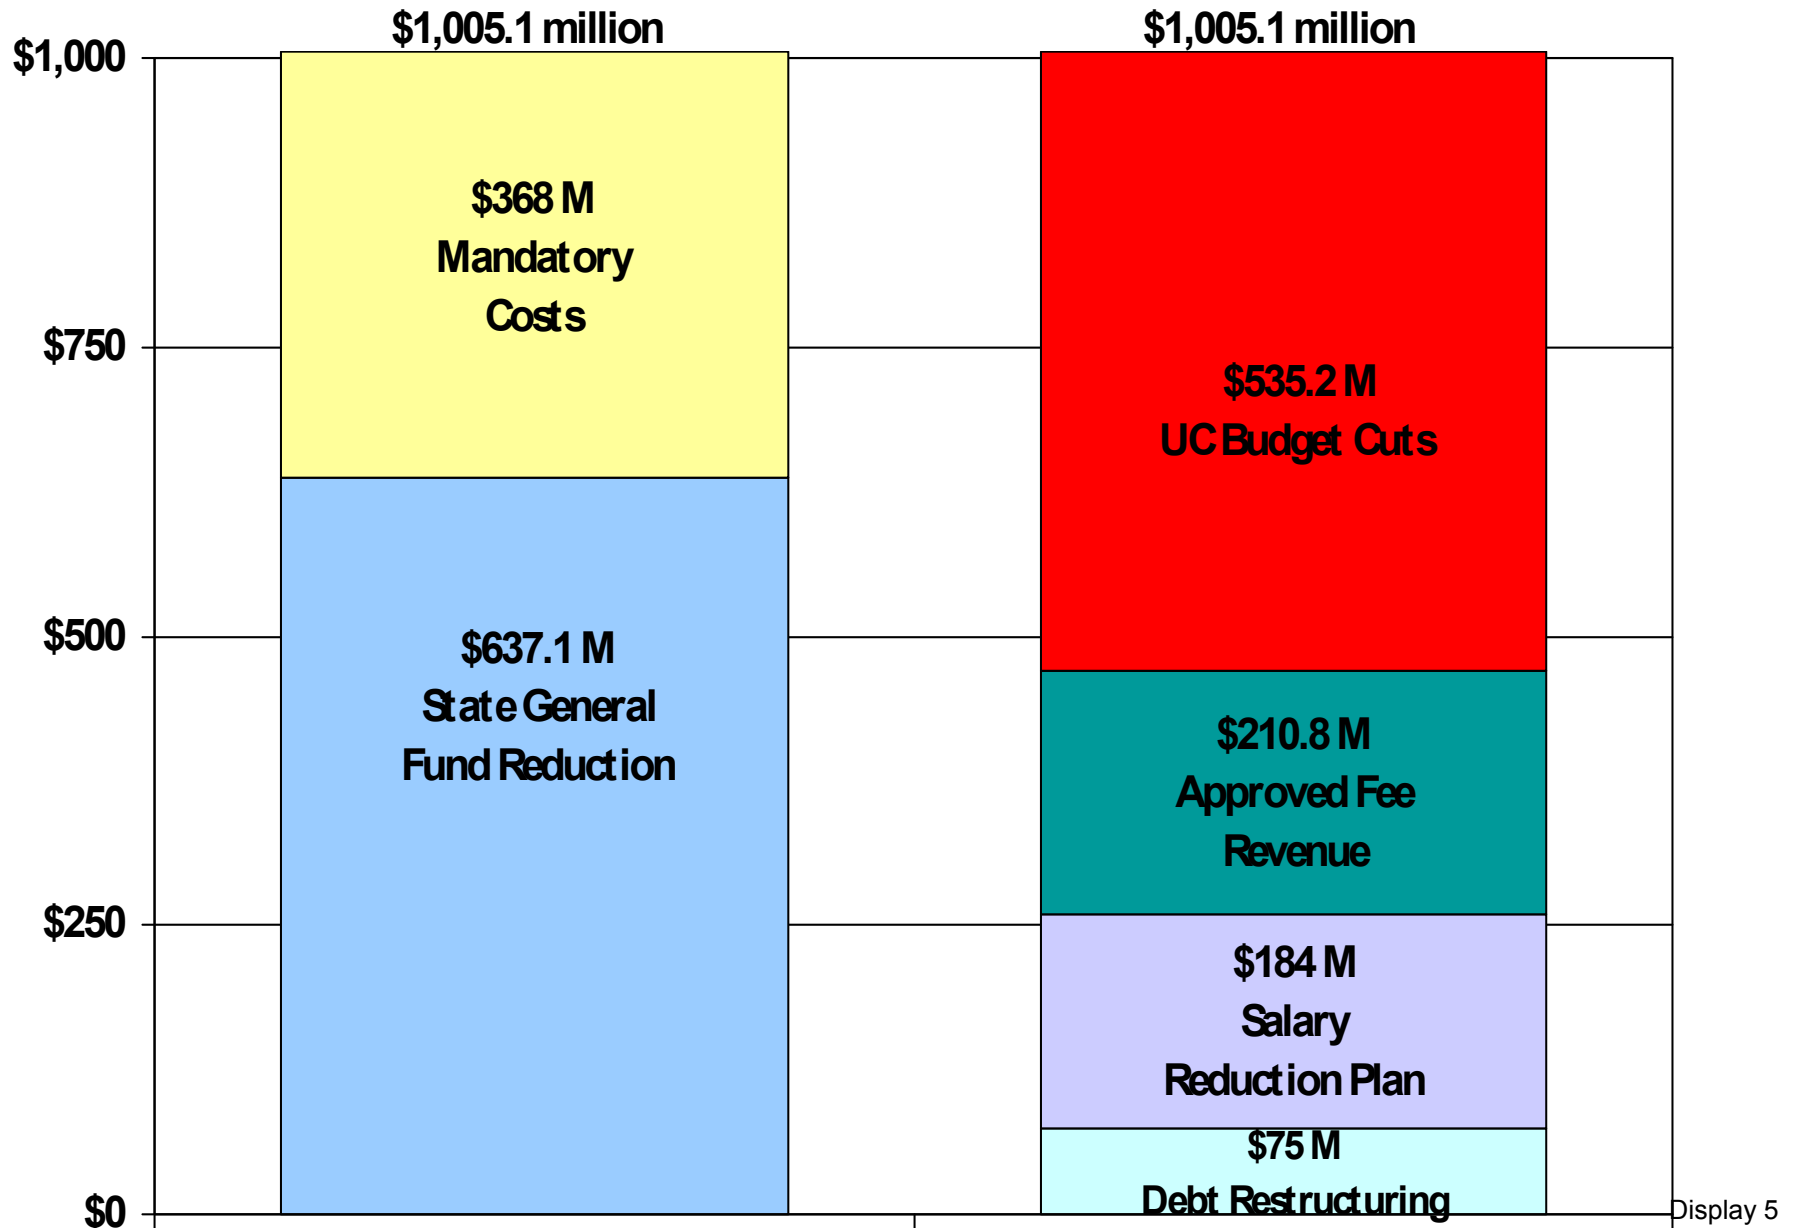 $1,005.1 million
$1,005.1 million
$1,000
$750
$500
$250
$0
$368 M
Mandatory
Costs
$637.1 M
State General
Fund Reduction
$535.2 M
UC Budget Cuts
$210.8 M
Approved Fee
Revenue
$184 M
Salary
Reduction Plan
$75 M
Debt Restructuring
Display 5